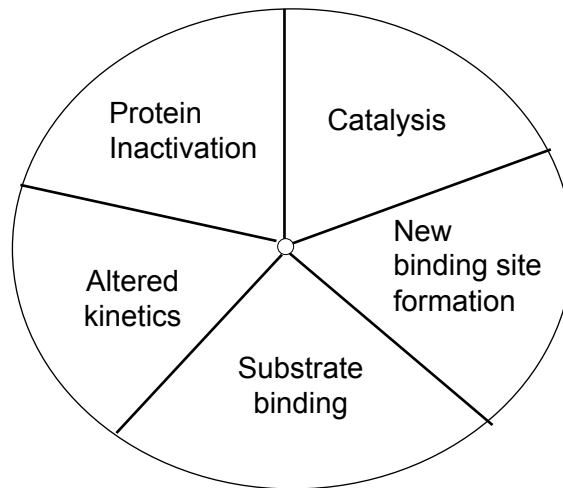 Protein
Inactivation
Catalysis
New
binding site
formation
Altered
kinetics
Substrate
binding